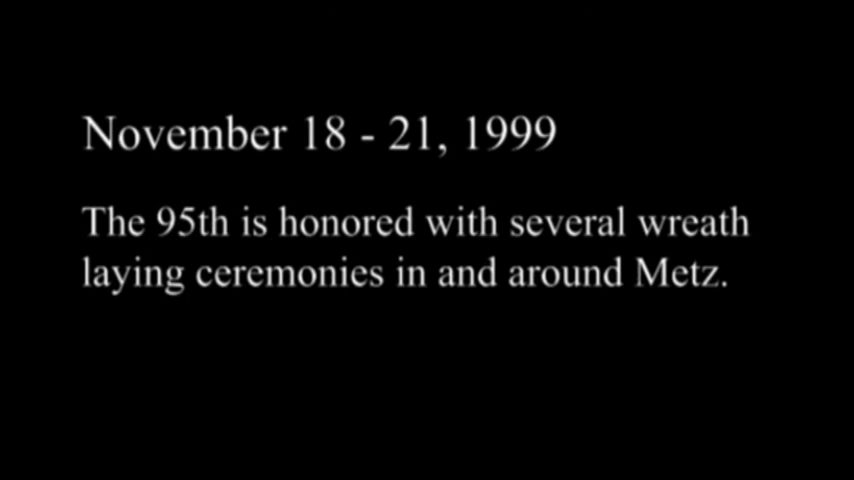 November 18 - 21, 1999
The 95th is honored with several wreath
laying ceremonies in and around Metz.